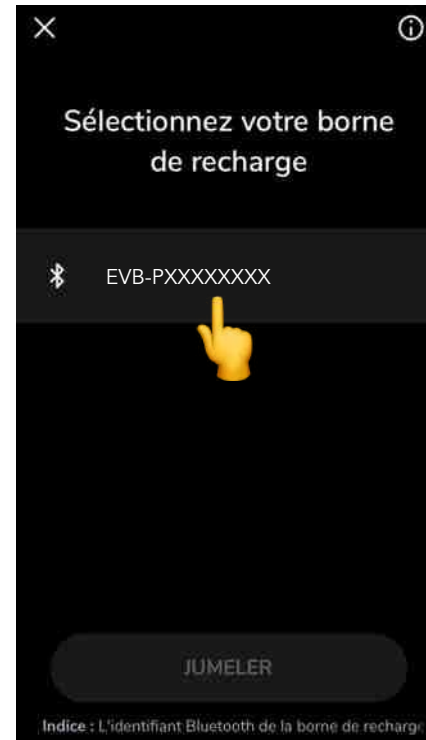 Sélectionnez votre borne
de recharge
EVB-PXXXXXXXX
JUMELER
Indice : L'identifiant Bluetooth de la borne de recharge